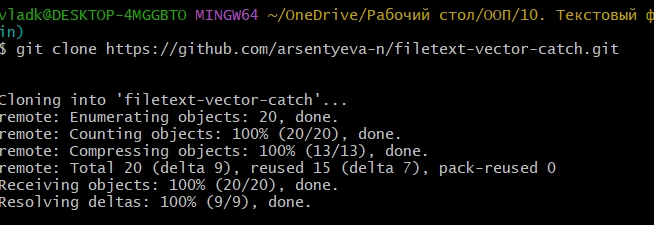 vladk@DESKTOP-4MGGBTO MINGW64 ~/OneDrive/Рабочий стол/ООП/10. Текстовый ф
in)
$ git clone https://github.com/arsentyeva-n/filetext-vector-catch.git
Cloning into 'filetext-vector-catch'...
remote: Enumerating objects: 20, done.
remote: Counting objects: 100% (20/20), done.
remote: Compressing objects: 100% (13/13), done.
remote: Total 20 (delta 9), reused 15 (delta 7), pack-reused 0
Receiving objects: 100% (20/20), done.
Resolving deltas: 100% (9/9), done.